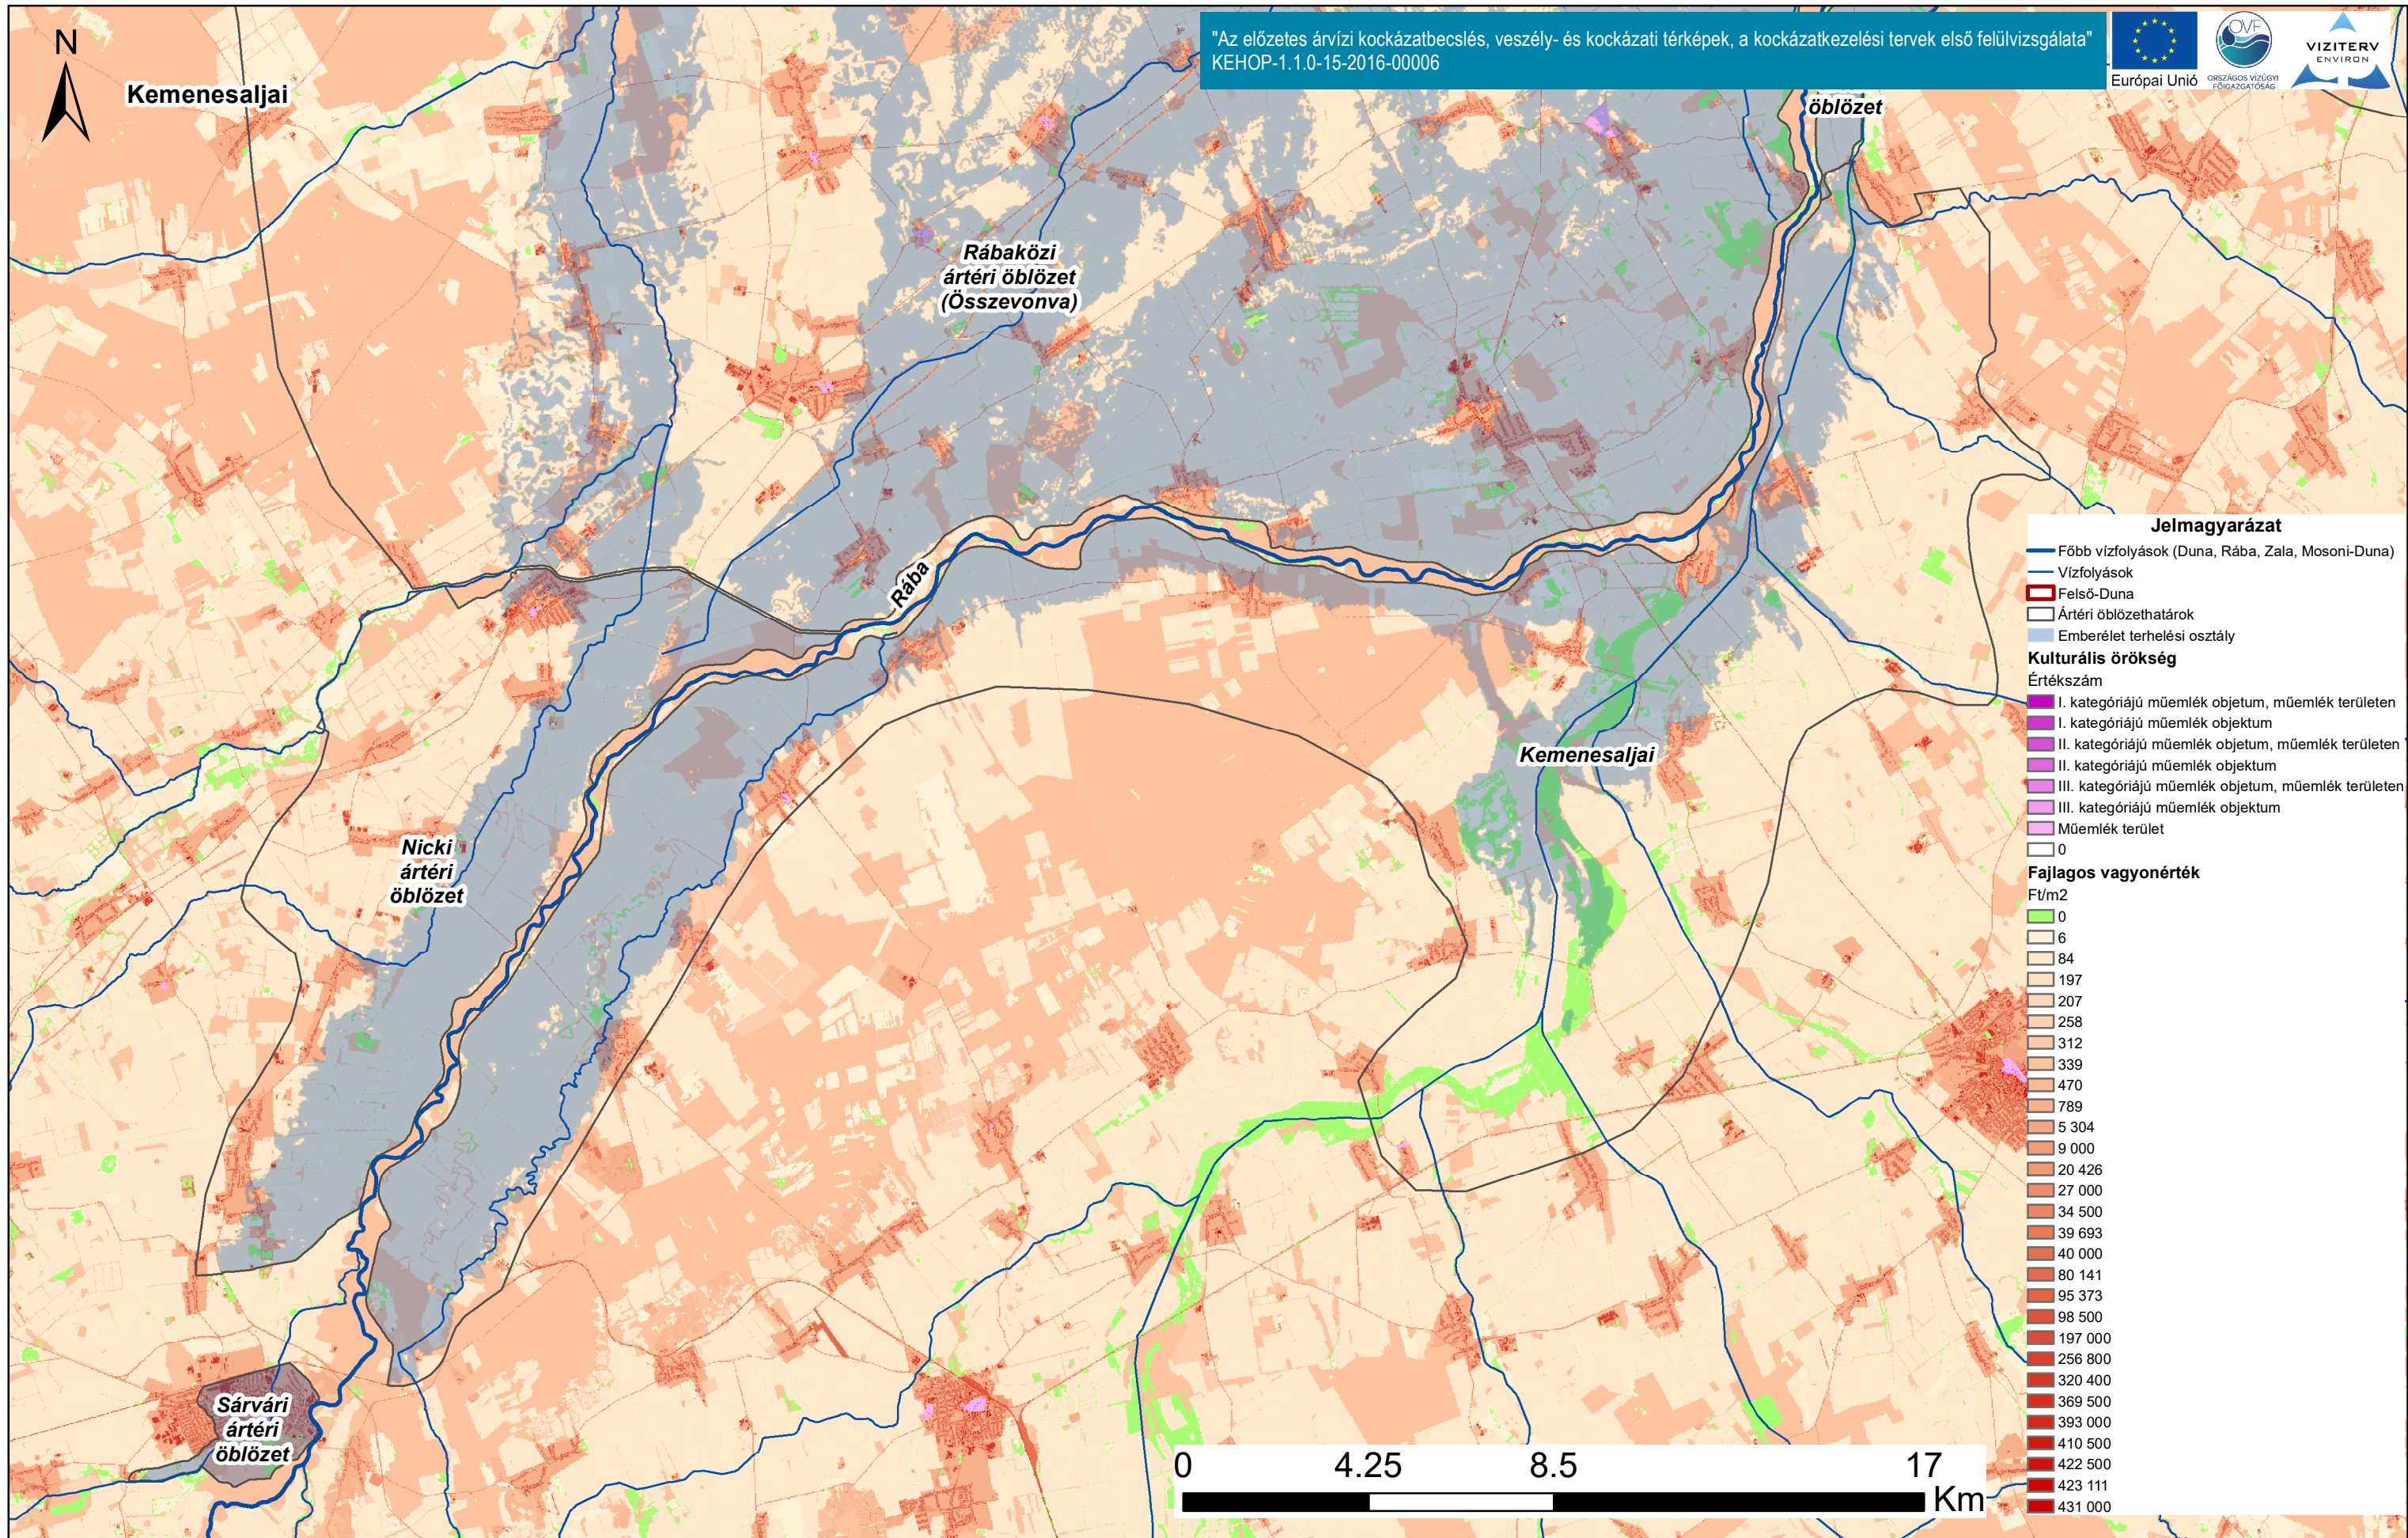 "Az előzetes árvízi kockázatbecslés, veszély- és kockázati térképek, a kockázatkezelési tervek első felülvizsgálata"
KEHOP-1.1.0-15-2016-00006
Európai Unió
OVF
ORSZÁGOS VÍZÜGYI
FŐIGAZGATÓSÁG
VIZITERV
ENVIRON
N
Kemenesaljai
öblözet
Rábaközi
ártéri öblözet
(Összevonva)
Rába
Kemenesaljai
Nicki
ártéri
öblözet
Sárvári
ártéri
öblözet
Jelmagyarázat
Főbb vízfolyások (Duna, Rába, Zala, Mosoni-Duna)
Vízfolyások
Felső-Duna
Ártéri öblözethatárok
Emberélet terhelési osztály
Kulturális örökség
Értékszám
I. kategóriájú műemlék objetum, műemlék területen
I. kategóriájú műemlék objektum
II. kategóriájú műemlék objetum, műemlék területen
II. kategóriájú műemlék objektum
III. kategóriájú műemlék objetum, műemlék területen
III. kategóriájú műemlék objektum
Műemlék terület
0
Fajlagos vagyonérték
Ft/m2
0
6
84
197
207
258
312
339
470
789
5 304
9 000
20 426
27 000
34 500
39 693
40 000
80 141
95 373
98 500
197 000
256 800
320 400
369 500
393 000
410 500
422 500
423 111
431 000
0 4.25 8.5 17
Km